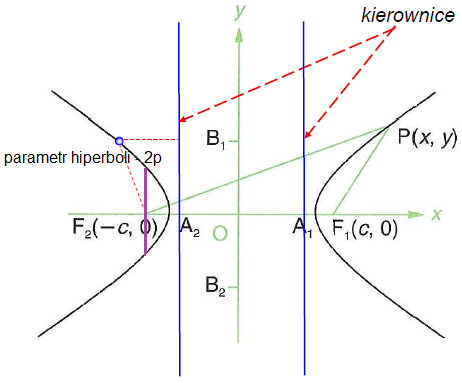 y
kierownice
B₁
P(x, y)
parametr hiperboli - 2p
x
F₂(−c, 0) A₂ O A₁ F₁(c, 0)
B₂